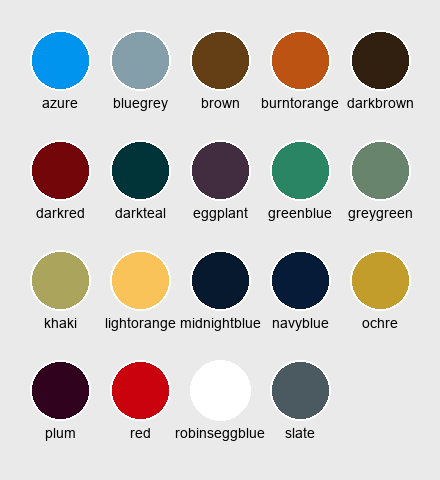 azure bluegrey brown burntorange darkbrown
darkred darkteal eggplant greenblue greygreen
khaki lightorange midnightblue navyblue ochre
plum red robinseggblue slate